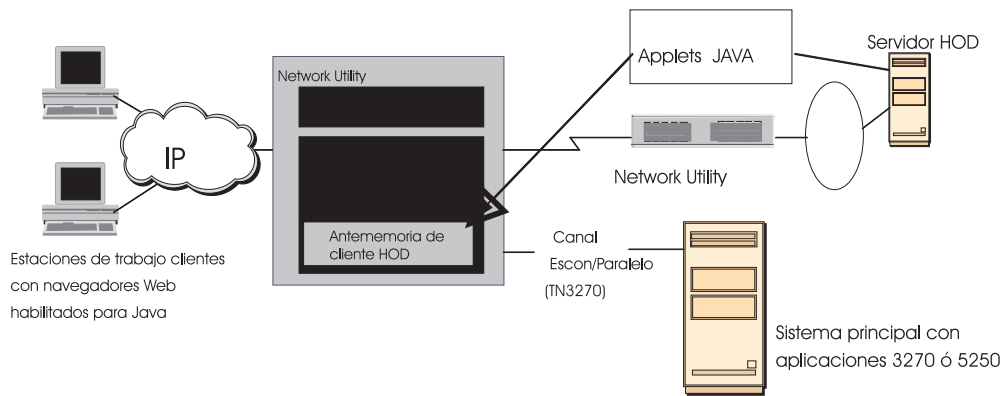 Servidor HOD
Applets JAVA
Network Utility
IP
Network Utility
Antememoria de
cliente HOD
Canal
Escon/Paralelo
(TN3270)
Estaciones de trabajo clientes
con navegadores Web
habilitados para Java
Sistema principal con
aplicaciones 3270 ó 5250